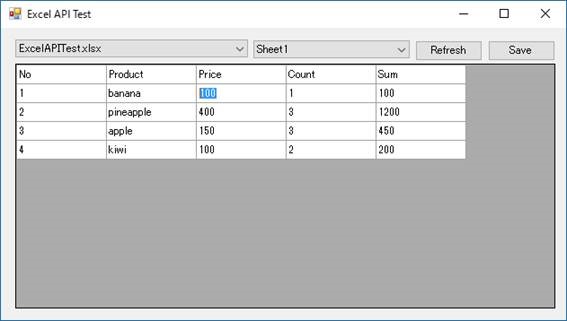 Excel API Test
ExcelAPITest.xlsx Sheet1 Refresh Save
No Product Price Count Sum
1 banana 100 1 100
2 pineapple 400 3 1200
3 apple 150 3 450
4 kiwi 100 2 200